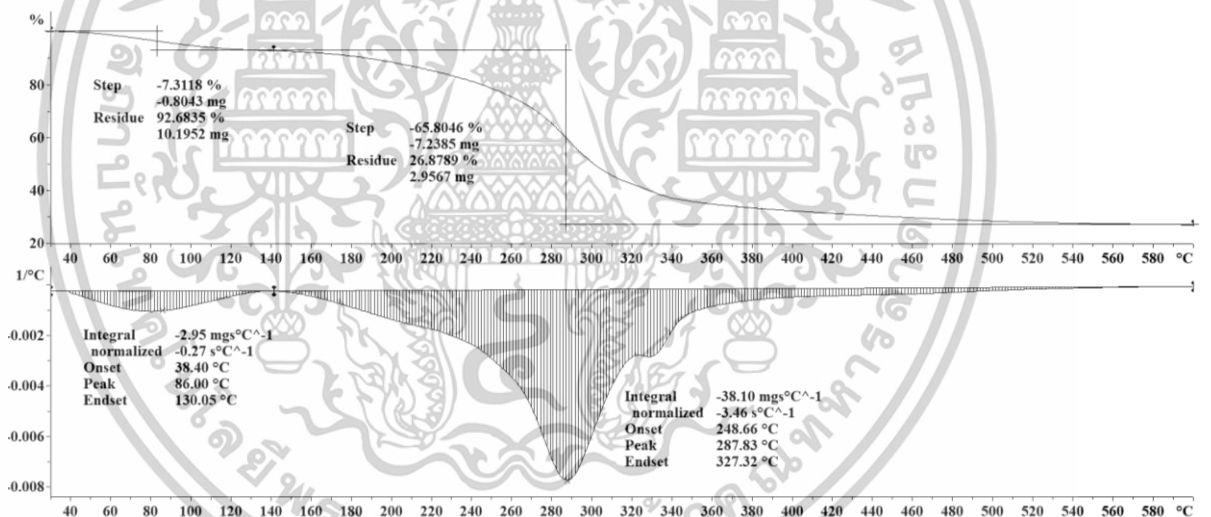 %
Step -7.3118 %
-0.8043 mg
Residue 92.6835 %
10.1952 mg
Step -65.8046 %
-7.2385 mg
Residue 26.8789 %
2.9567 mg
80
60
40
20
40 60 80 100 120 140 160 180 200 220 240 260 280 300 320 340 360 380 400 420 440 460 480 500 520 540 560 580 °C
1/°C
-0.002
-0.004
-0.006
-0.008
Integral -2.95 mgs°C^-1
normalized -0.27 s°C^-1
Onset 38.40 °C
Peak 86.00 °C
Endset 130.05 °C
Integral -38.10 mgs°C^-1
normalized -3.46 s°C^-1
Onset 248.66 °C
Peak 287.83 °C
Endset 327.32 °C
40 60 80 100 120 140 160 180 200 220 240 260 280 300 320 340 360 380 400 420 440 460 480 500 520 540 560 580 °C